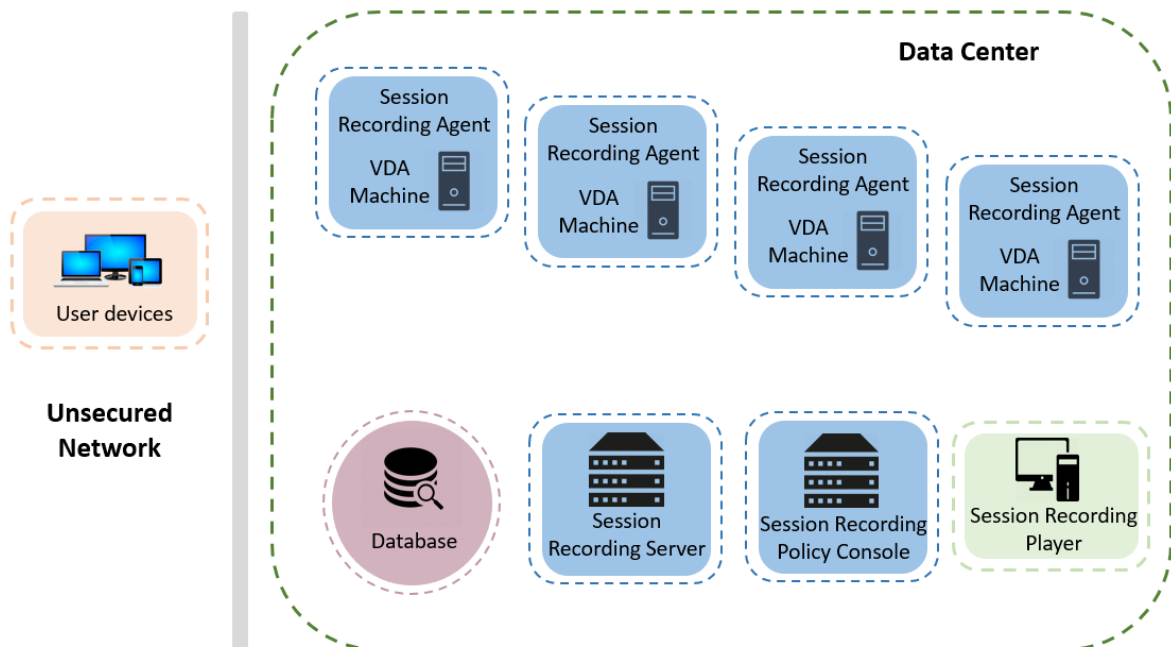 Data Center
Session
Recording Agent
VDA
Machine
Session
Recording Agent
VDA
Machine
Session
Recording Agent
VDA
Machine
Session
Recording Agent
VDA
Machine
User devices
Unsecured
Network
Database
Session
Recording Server
Session Recording
Policy Console
Session Recording
Player